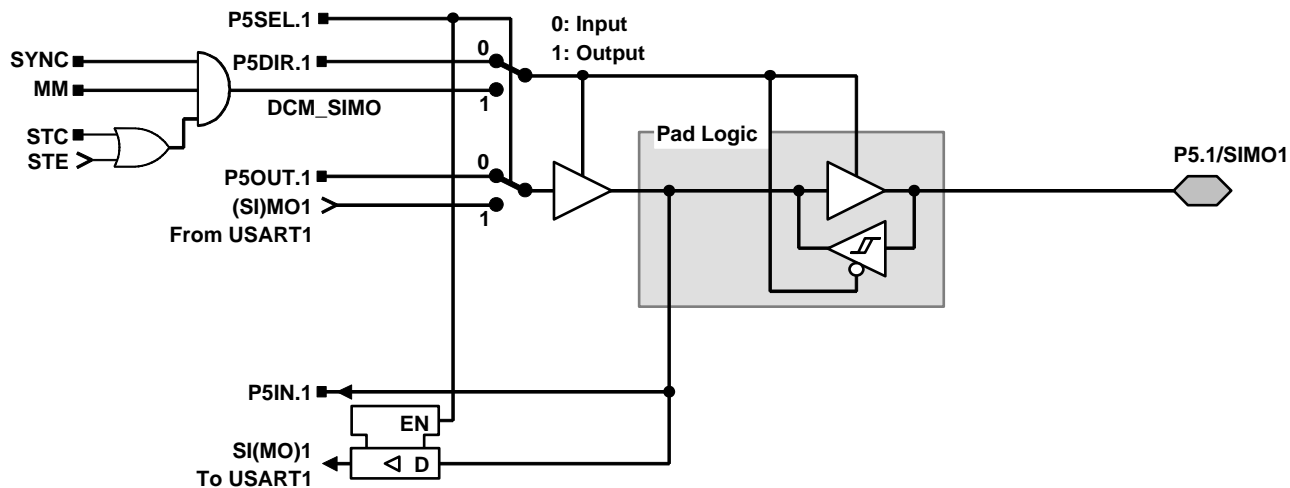 P5SEL.1
0: Input
1: Output
SYNC
P5DIR.1
0
MM
1
DCM_SIMO
STC
STE
Pad Logic
P5.1/SIMO1
P5OUT.1
0
(SI)MO1
1
From USART1
P5IN.1
EN
SI(MO)1
D
To USART1